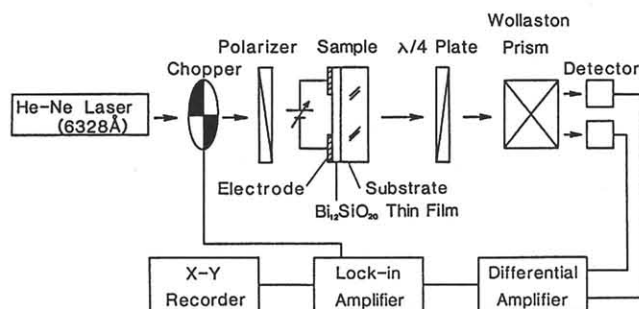 Wollaston
Prism
Polarizer
Sample
λ/4 Plate
Chopper
Detector
He-Ne Laser
(6328Å)
Electrode
Substrate
Bi₁₂SiO₂₀ Thin Film
X-Y
Recorder
Lock-in
Amplifier
Differential
Amplifier